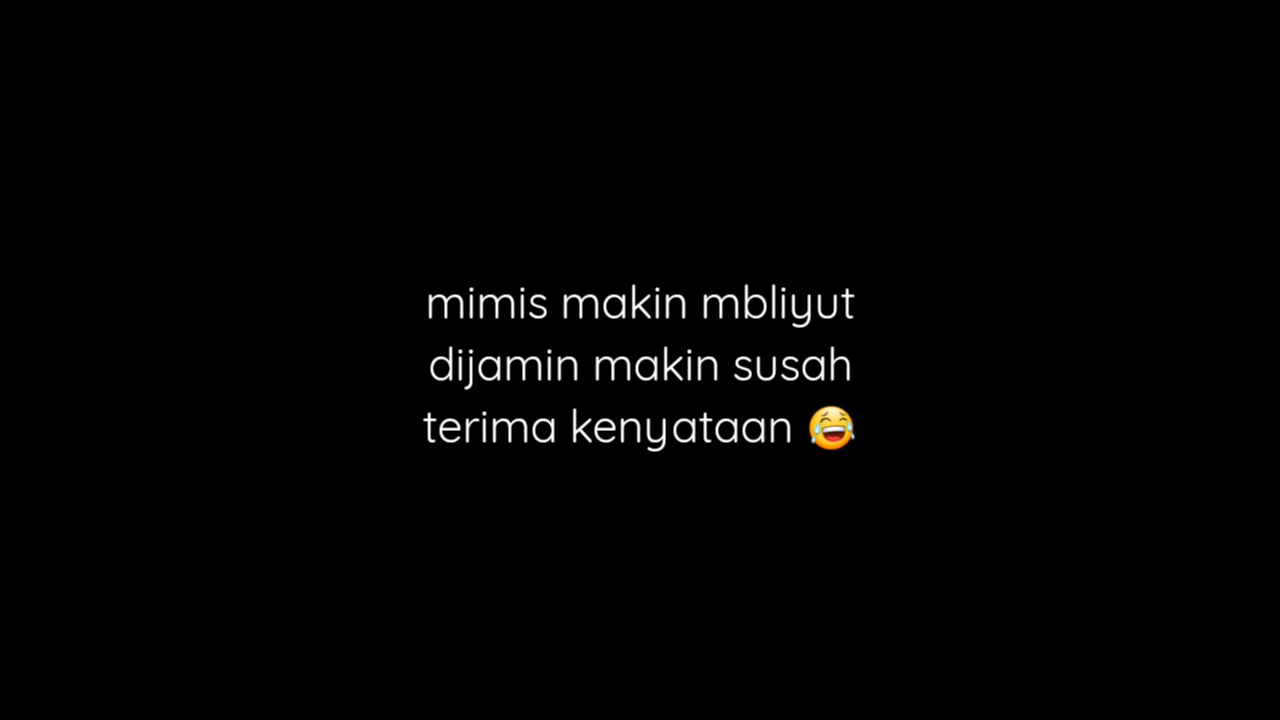 mimis makin mbliyut
dijamin makin susah
terima kenyataan 😂